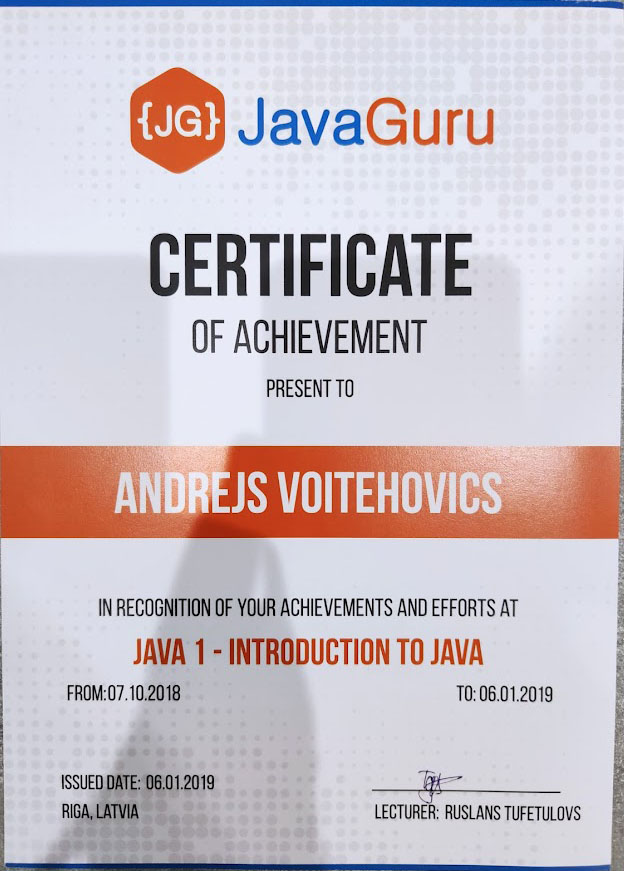 {JG} JavaGuru
CERTIFICATE
OF ACHIEVEMENT
PRESENT TO
ANDREJS VOITEHOVICS
IN RECOGNITION OF YOUR ACHIEVEMENTS AND EFFORTS AT
JAVA 1 - INTRODUCTION TO JAVA
FROM:07.10.2018 TO: 06.01.2019
ISSUED DATE: 06.01.2019
RIGA, LATVIA LECTURER: RUSLANS TUFETULOVS